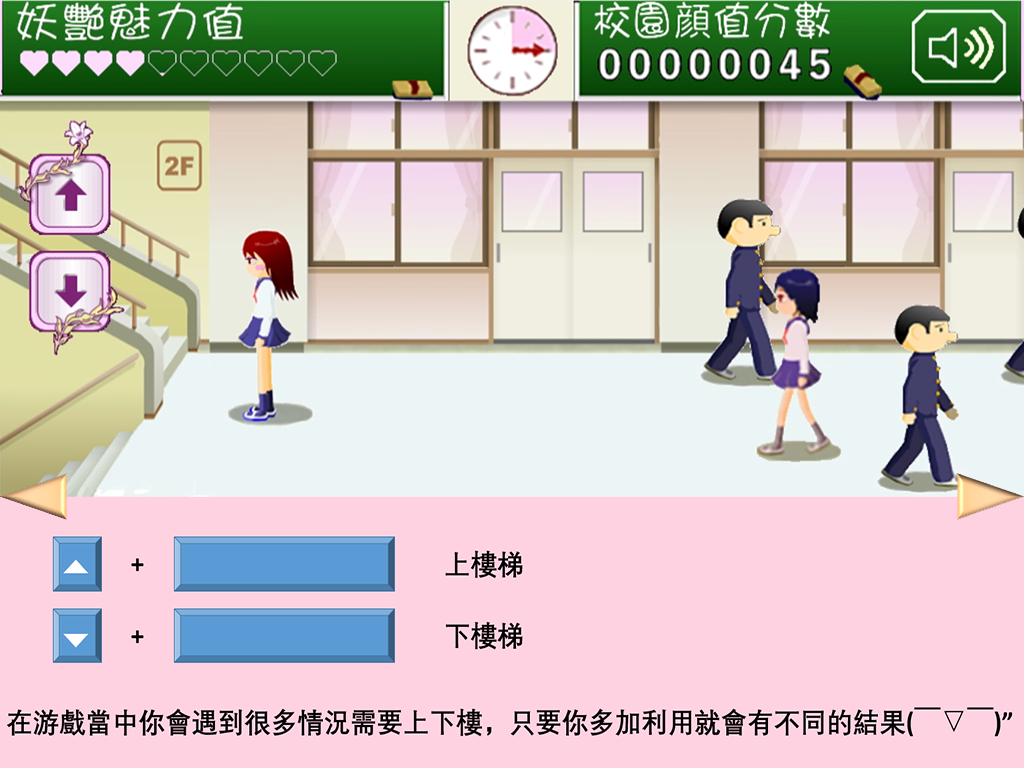 妖艷魅力值
校園顏值分數
00000045
2F
+ 上樓梯
+ 下樓梯
在游戲當中你會遇到很多情況需要上下樓，只要你多加利用就會有不同的結果(￣▽￣)”